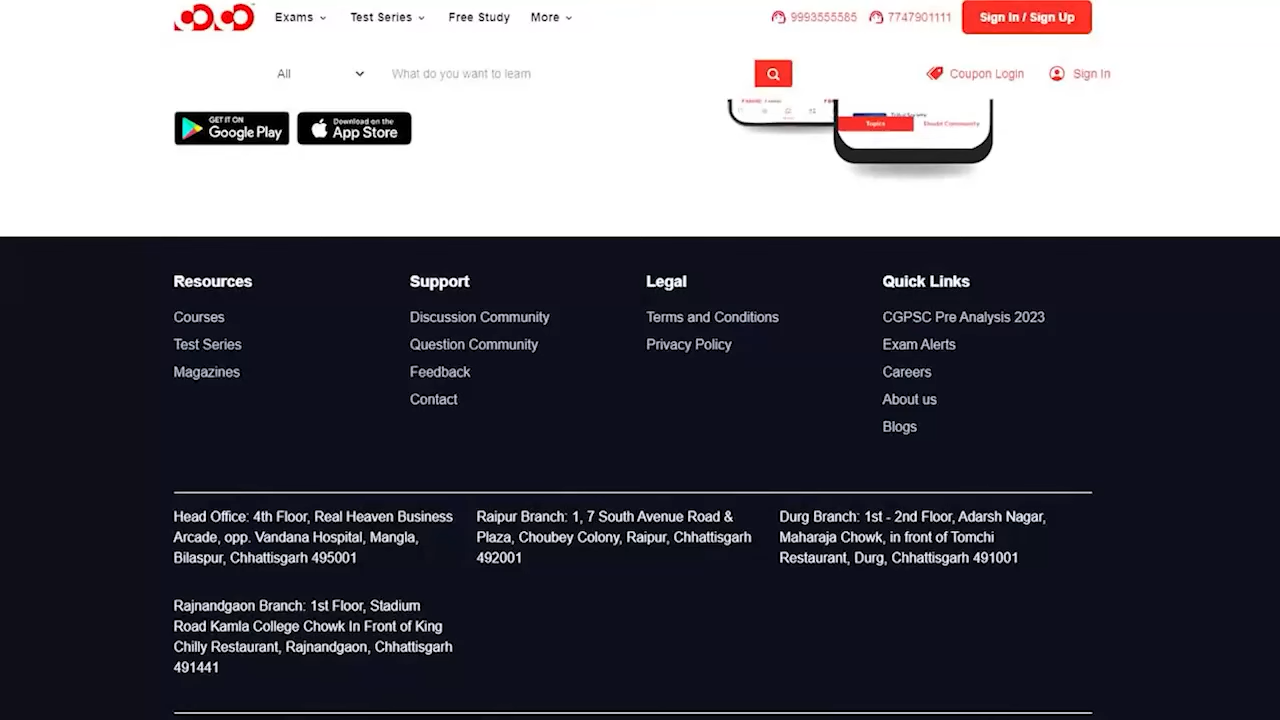 Exams Test Series Free Study More 9993555585 7747901111 Sign In / Sign Up
All What do you want to learn Coupon Login Sign In
GET IT ON Google Play Download on the App Store
Topics Doubt Community
Resources Support Legal Quick Links
Courses Discussion Community Terms and Conditions CGPSC Pre Analysis 2023
Test Series Question Community Privacy Policy Exam Alerts
Magazines Feedback Careers
Contact About us
Blogs
Head Office: 4th Floor, Real Heaven Business
Arcade, opp. Vandana Hospital, Mangla,
Bilaspur, Chhattisgarh 495001
Raipur Branch: 1, 7 South Avenue Road &
Plaza, Choubey Colony, Raipur, Chhattisgarh
492001
Durg Branch: 1st - 2nd Floor, Adarsh Nagar,
Maharaja Chowk, in front of Tomchi
Restaurant, Durg, Chhattisgarh 491001
Rajnandgaon Branch: 1st Floor, Stadium
Road Kamla College Chowk In Front of King
Chilly Restaurant, Rajnandgaon, Chhattisgarh
491441